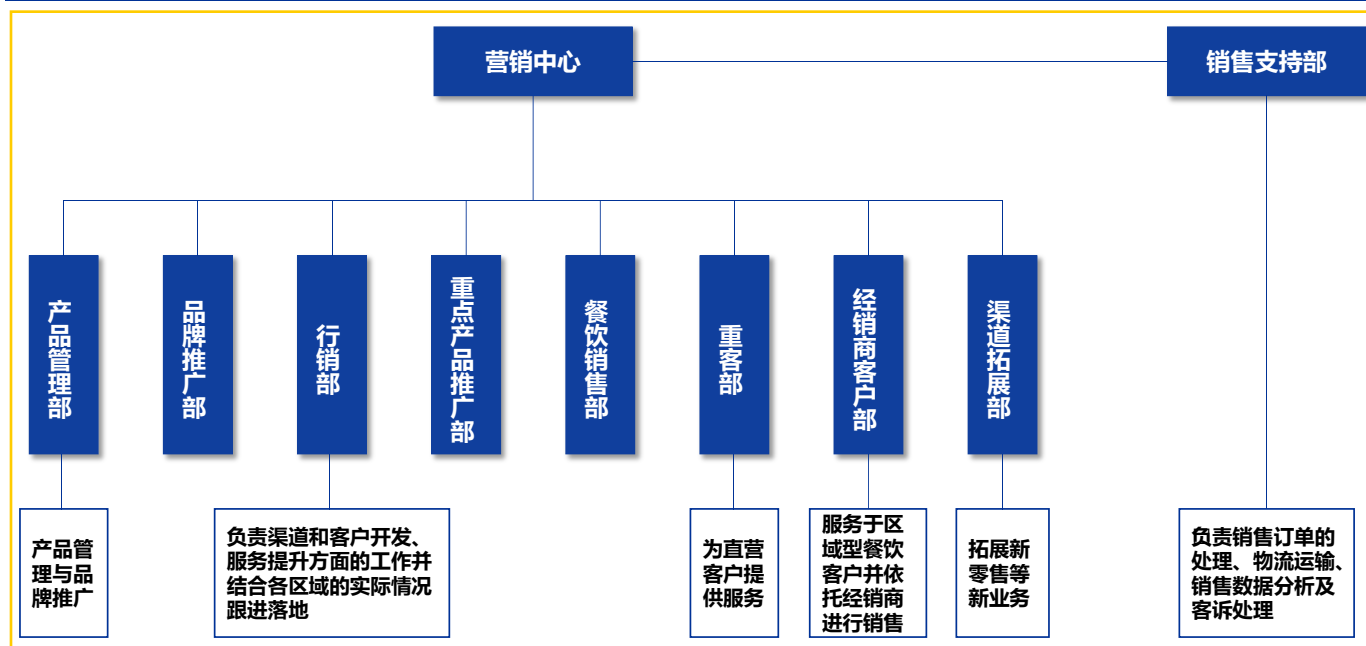 营销中心
销售支持部
产品管理部
品牌推广部
行销部
重点产品推广部
餐饮销售部
重客部
经销商客户部
渠道拓展部
产品管
理与品
牌推广
负责渠道和客户开发、
服务提升方面的工作并
结合各区域的实际情况
跟进落地
为直营
客户提
供服务
服务于区
域型餐饮
客户并依
托经销商
进行销售
拓展新
零售等
新业务
负责销售订单的
处理、物流运输、
销售数据分析及
客诉处理